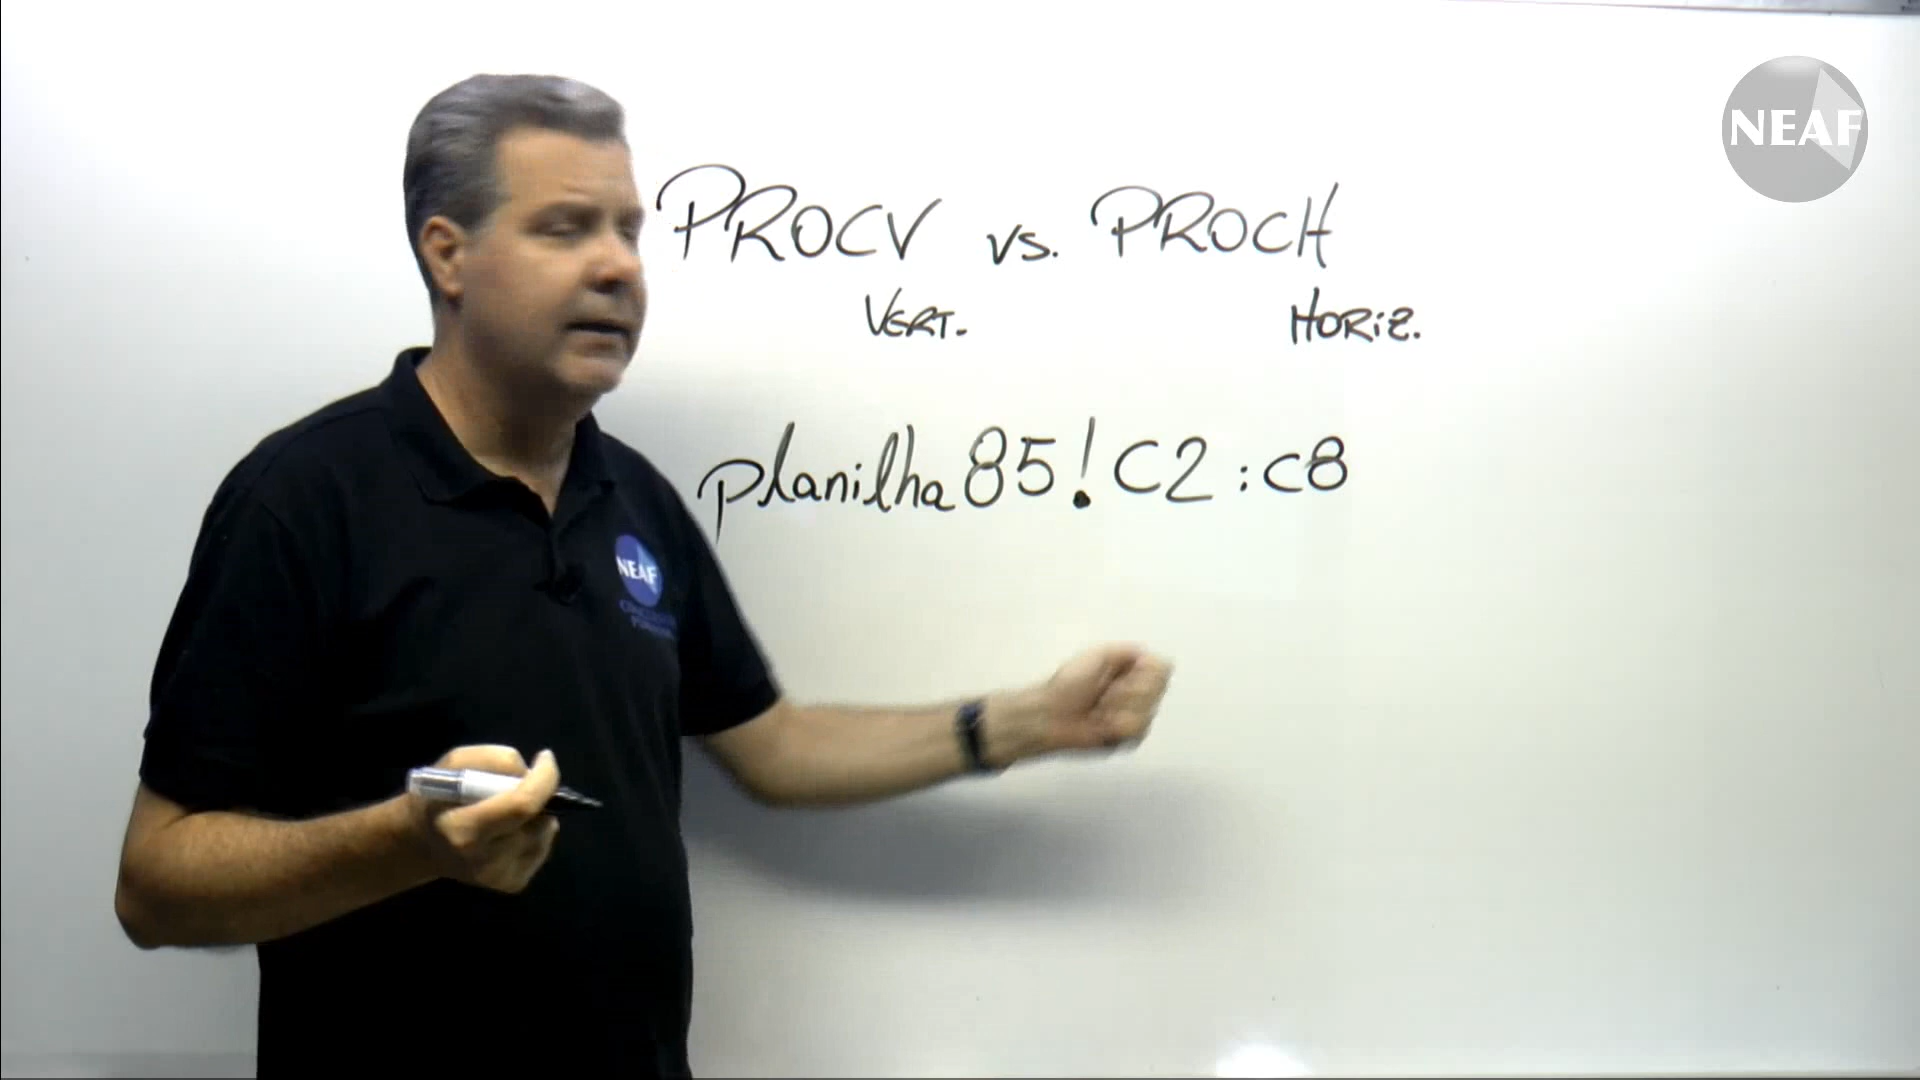 NEAF
PROCV vs. PROCH
VERT. HORIZ.
planilha85!C2:C8
NEAF